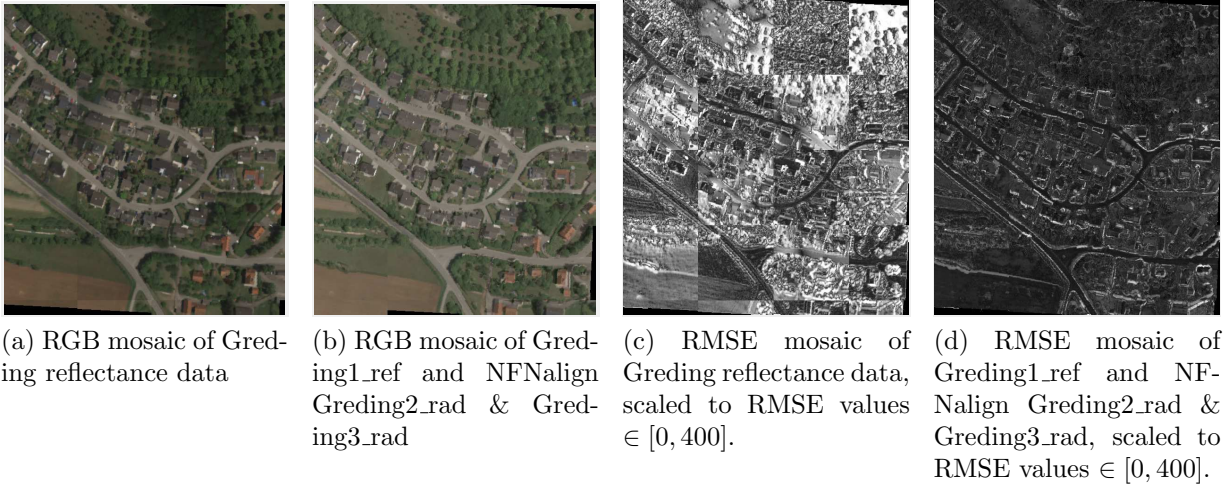 (a) RGB mosaic of Gred-
ing reflectance data
(b) RGB mosaic of Gred-
ing1_ref and NFNalign
Greding2_rad & Gred-
ing3_rad
(c) RMSE mosaic of
Greding reflectance data,
scaled to RMSE values
∈ [0, 400].
(d) RMSE mosaic of
Greding1_ref and NF-
Nalign Greding2_rad &
Greding3_rad, scaled to
RMSE values ∈ [0, 400].